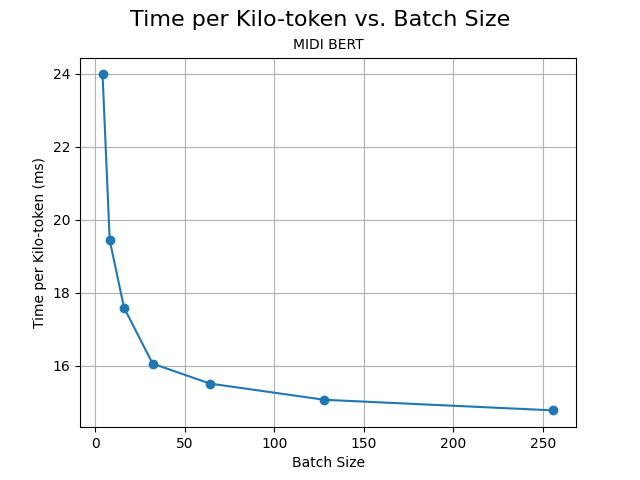 Time per Kilo-token vs. Batch Size
MIDI BERT
24
22
20
18
16
Time per Kilo-token (ms)
0 50 100 150 200 250
Batch Size